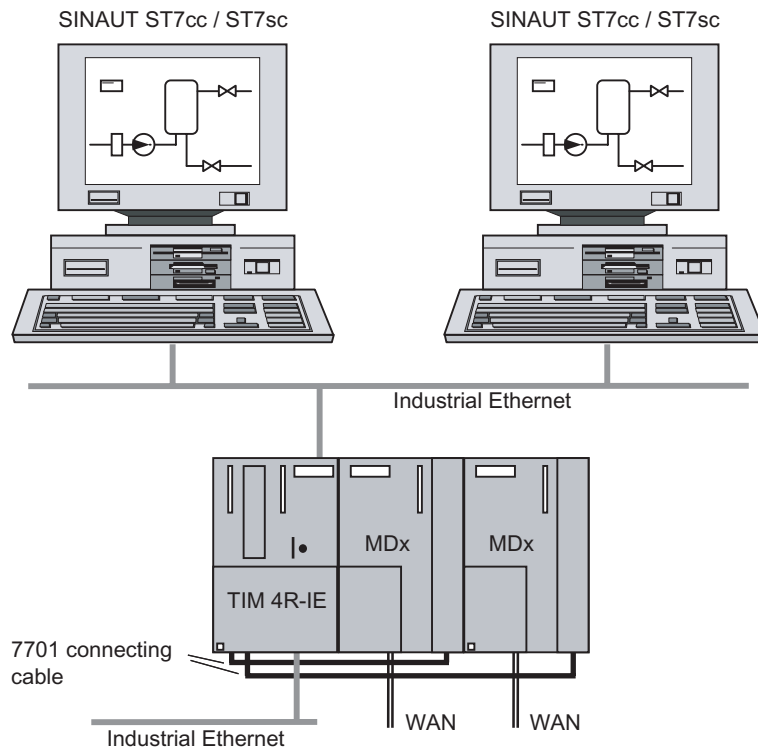 SINAUT ST7cc / ST7sc
SINAUT ST7cc / ST7sc
Industrial Ethernet
MDx
MDx
TIM 4R-IE
7701 connecting
cable
WAN
WAN
Industrial Ethernet